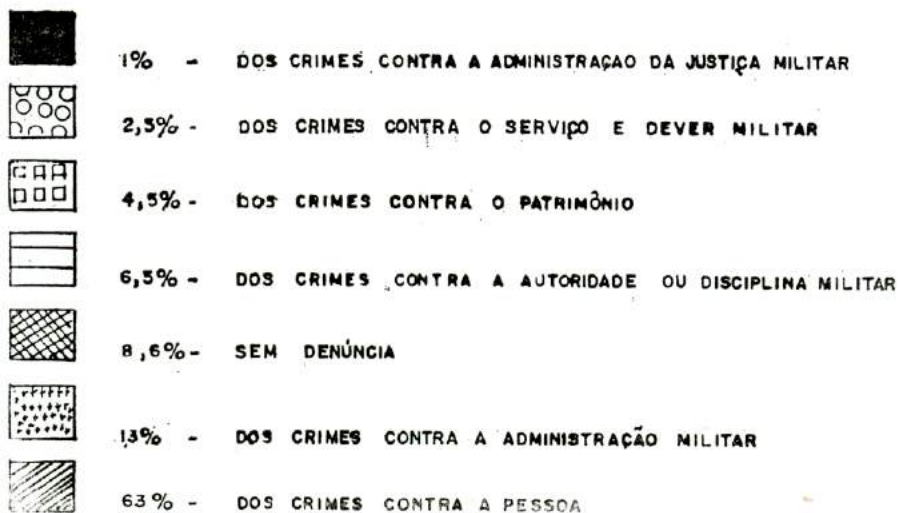 1% - DOS CRIMES CONTRA A ADMINISTRAÇAO DA JUSTIÇA MILITAR
2,5% - DOS CRIMES CONTRA O SERVIÇO E DEVER MILITAR
4,5% - DOS CRIMES CONTRA O PATRIMÔNIO
6,5% - DOS CRIMES CONTRA A AUTORIDADE OU DISCIPLINA MILITAR
8,6% - SEM DENÚNCIA
13% - DOS CRIMES CONTRA A ADMINISTRAÇÃO MILITAR
63% - DOS CRIMES CONTRA A PESSOA